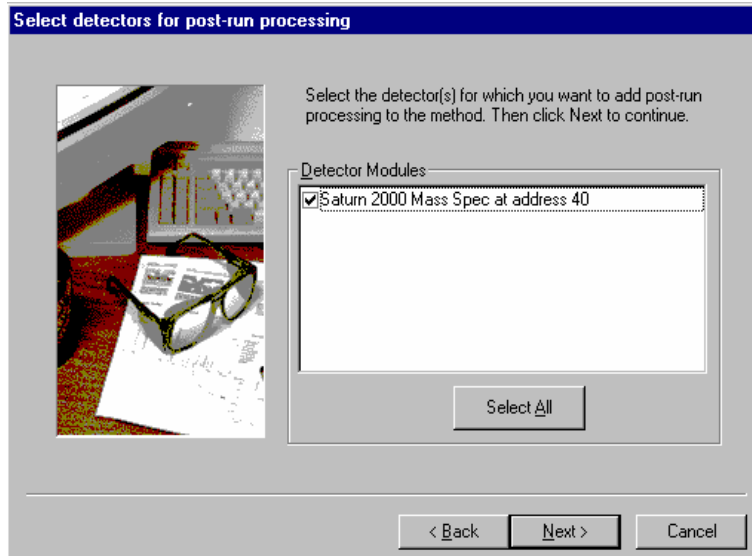 Select detectors for post-run processing
Select the detector(s) for which you want to add post-run
processing to the method. Then click Next to continue.
Detector Modules
Saturn 2000 Mass Spec at address 40
Select All
< Back
Next >
Cancel